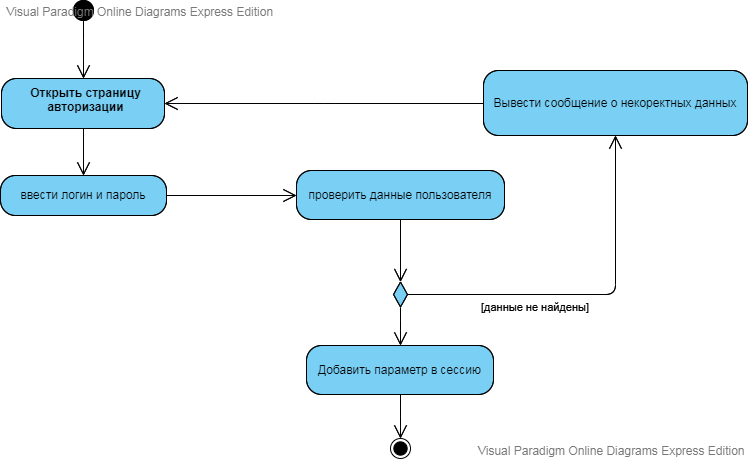 Visual Paradigm Online Diagrams Express Edition
Открыть страницу
авторизации
Вывести сообщение о некоректных данных
ввести логин и пароль
проверить данные пользователя
[данные не найдены]
Добавить параметр в сессию
Visual Paradigm Online Diagrams Express Edition